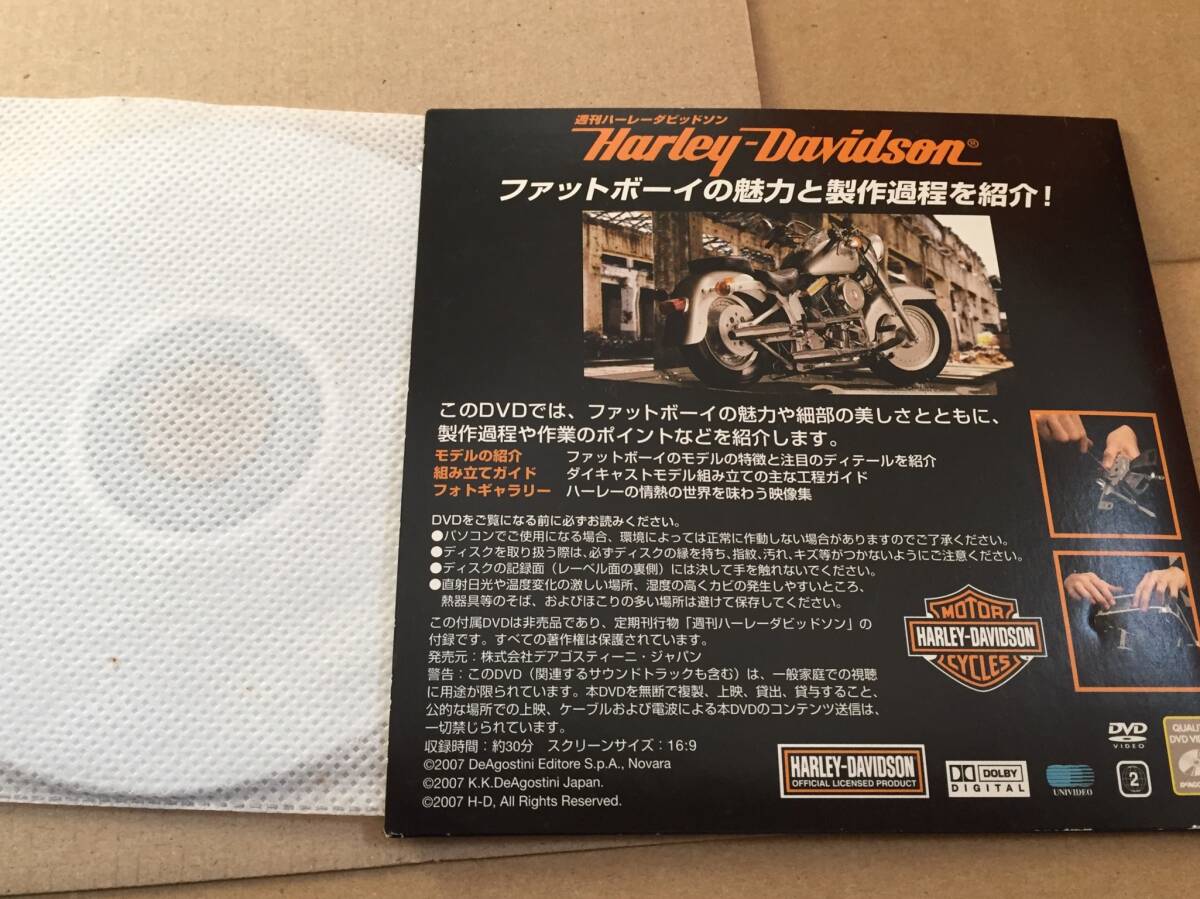 週刊ハーレーダビッドソン
Harley-Davidson®
ファットボーイの魅力と製作過程を紹介！
このDVDでは、ファットボーイの魅力や細部の美しさとともに、
製作過程や作業のポイントなどを紹介します。
モデルの紹介 ファットボーイのモデルの特徴と注目のディテールを紹介
組み立てガイド ダイキャストモデル組み立ての主な工程ガイド
フォトギャラリー ハーレーの情熱の世界を味わう映像集
DVDをご覧になる前に必ずお読みください。
●パソコンでご使用になる場合、環境によっては正常に作動しない場合がありますのでご了承ください。
●ディスクを取り扱う際は、必ずディスクの縁を持ち、指紋、汚れ、キズ等がつかないようにご注意ください。
●ディスクの記録面（レーベル面の裏側）には決して手を触れないでください。
●直射日光や温度変化の激しい場所、湿度の高くカビの発生しやすいところ、
熱器具等のそば、およびほこりの多い場所は避けて保存してください。
この付属DVDは非売品であり、定期刊行物「週刊ハーレーダビッドソン」の
付録です。すべての著作権は保護されています。
発売元：株式会社デアゴスティーニ・ジャパン
警告：このDVD（関連するサウンドトラックも含む）は、一般家庭での視聴
に用途が限られています。本DVDを無断で複製、上映、貸出、貸与すること、
公的な場所での上映、ケーブルおよび電波による本DVDのコンテンツ送信は、
一切禁じられています。
収録時間：約30分 スクリーンサイズ：16:9
©2007 DeAgostini Editore S.p.A., Novara
©2007 K.K.DeAgostini Japan.
©2007 H-D, All Rights Reserved.
MOTOR
HARLEY-DAVIDSON
CYCLES
HARLEY-DAVIDSON
OFFICIAL LICENSED PRODUCT
DOLBY
DIGITAL
UNIVIDEO
DVD
VIDEO
2